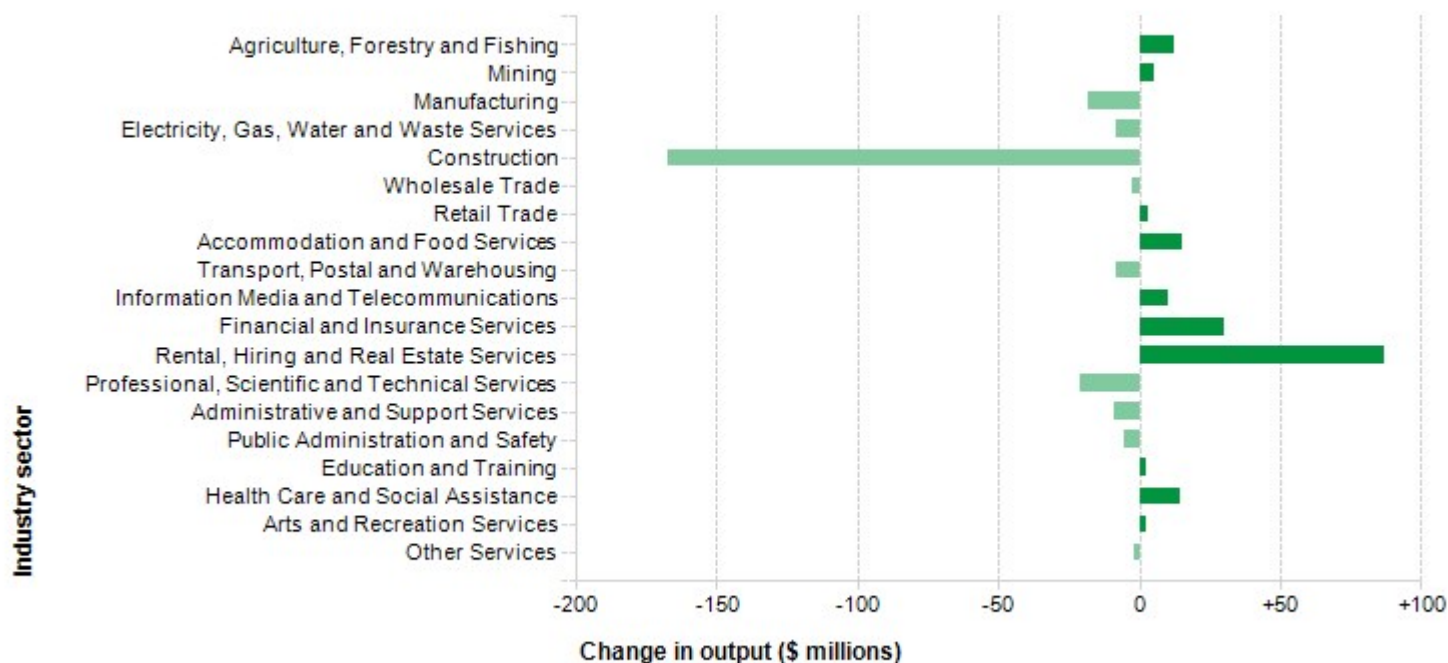 Agriculture, Forestry and Fishing
Mining
Manufacturing
Electricity, Gas, Water and Waste Services
Construction
Wholesale Trade
Retail Trade
Accommodation and Food Services
Transport, Postal and Warehousing
Information Media and Telecommunications
Financial and Insurance Services
Rental, Hiring and Real Estate Services
Professional, Scientific and Technical Services
Administrative and Support Services
Public Administration and Safety
Education and Training
Health Care and Social Assistance
Arts and Recreation Services
Other Services
Industry sector
-200 -150 -100 -50 0 +50 +100
Change in output ($ millions)